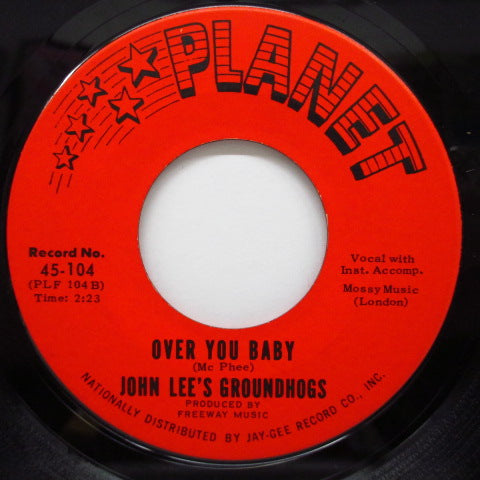 PLANET
Record No.
45-104
(PLF 104B)
Time: 2:23
Vocal with
Inst. Accomp.
Mossy Music
(London)
OVER YOU BABY
(Mc Phee)
JOHN LEE'S GROUNDHOGS
PRODUCED BY
FREEWAY MUSIC
NATIONALLY DISTRIBUTED BY JAY-GEE RECORD CO., INC.